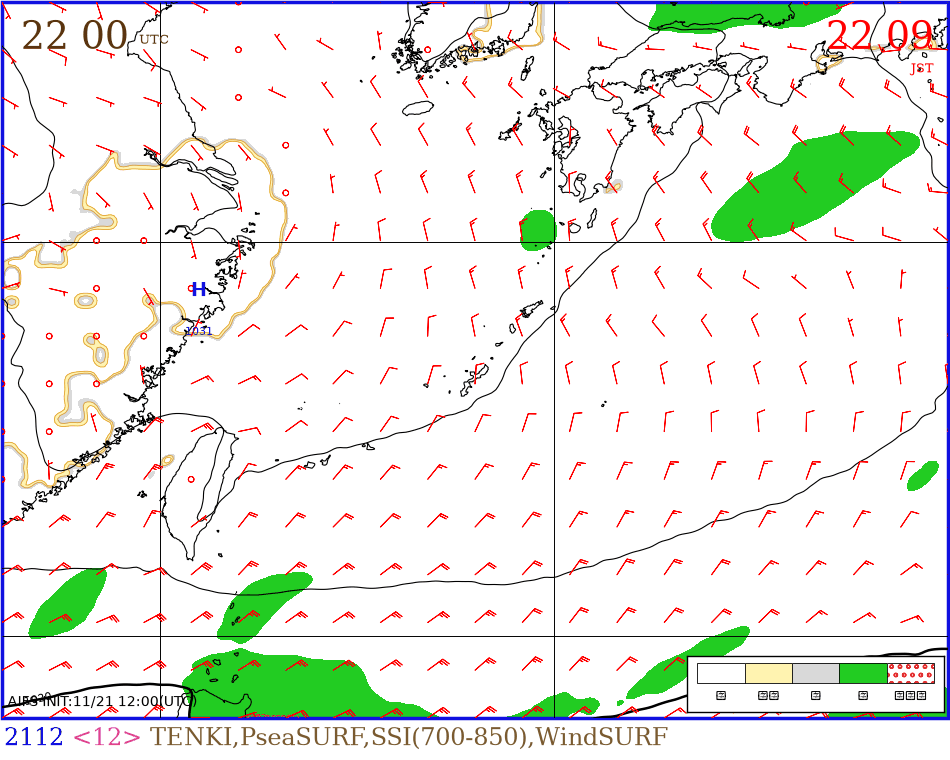 22 00 UTC
22 09
JST
H
1031
AIFS INIT:11/21 12:00(UTC)
2112 <12> TENKI,PseaSURF,SSI(700-850),WindSURF